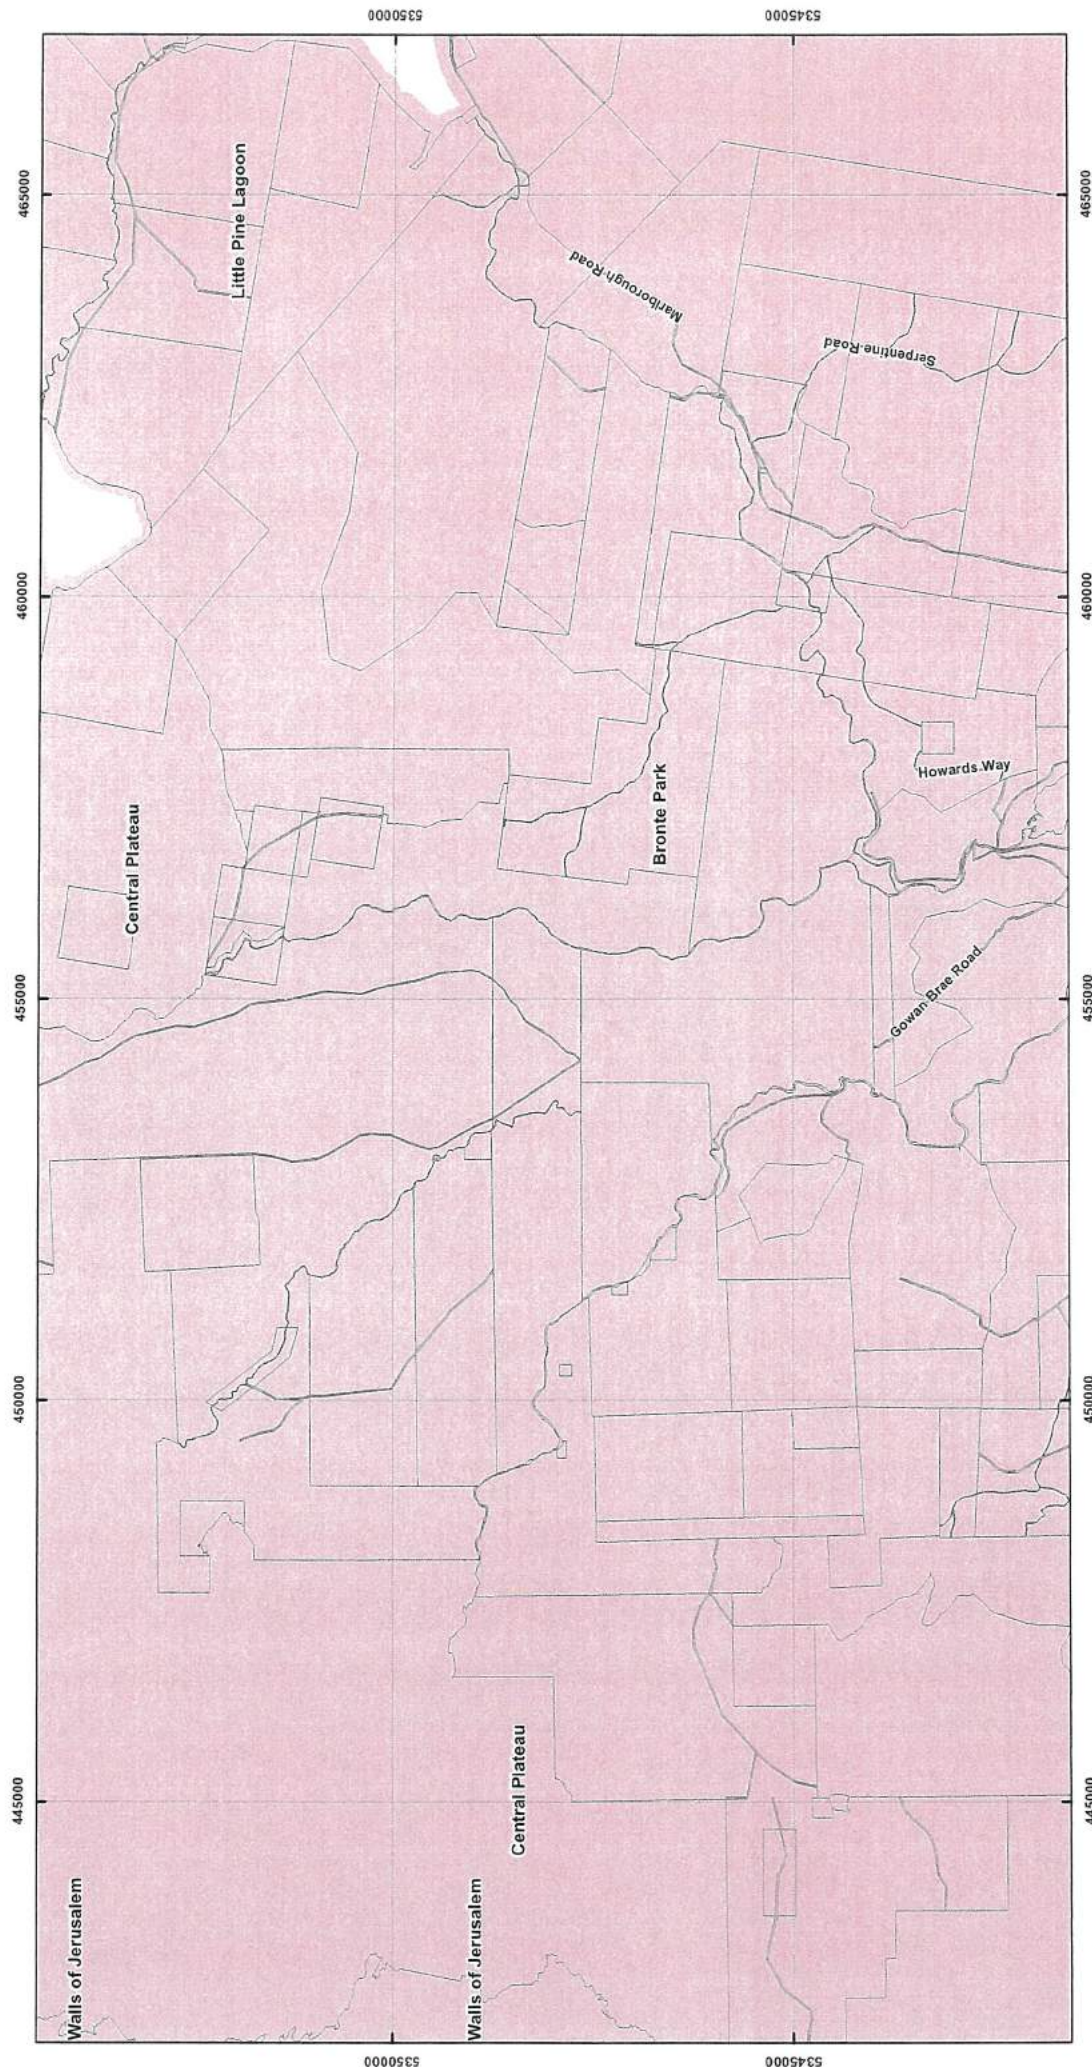 5350000
5345000
465000
465000
Little Pine Lagoon
Marlborough Road
Serpentine Road
460000
460000
Central Plateau
Bronte Park
Howards Way
455000
455000
Gowan Brae Road
450000
450000
445000
445000
Central Plateau
Walls of Jerusalem
Walls of Jerusalem
5350000
5345000